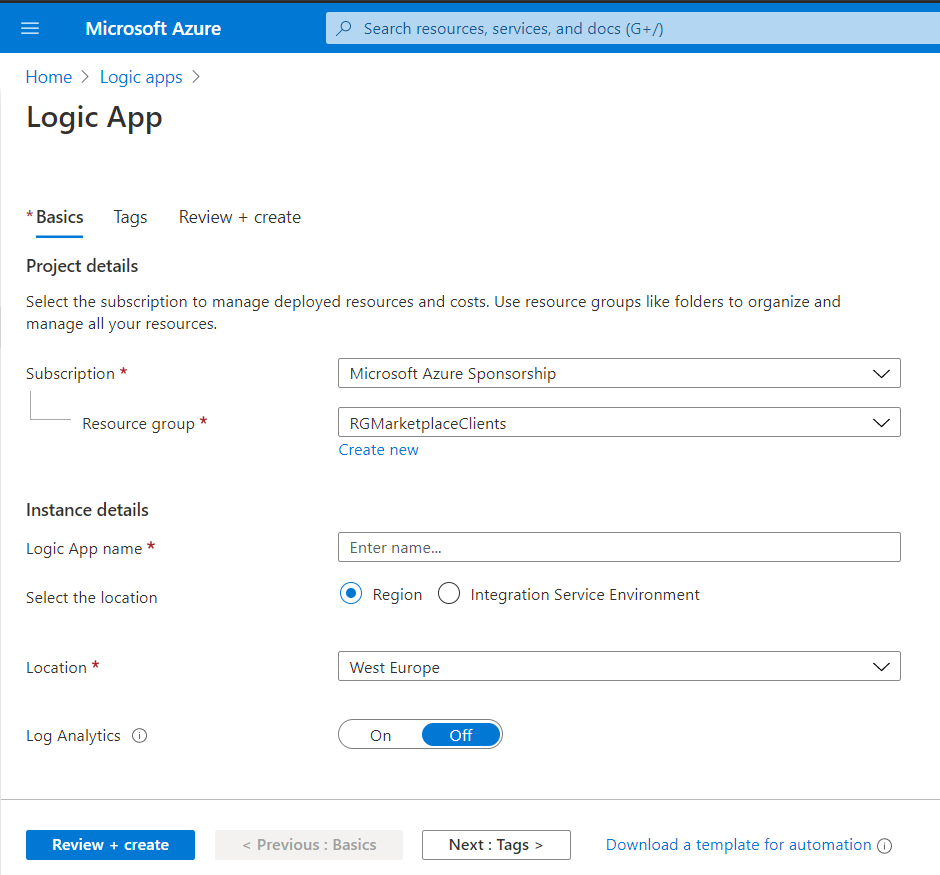 Microsoft Azure
Search resources, services, and docs (G+/)
Home > Logic apps >
Logic App
* Basics Tags Review + create
Project details
Select the subscription to manage deployed resources and costs. Use resource groups like folders to organize and
manage all your resources.
Subscription * Microsoft Azure Sponsorship
Resource group * RGMarketplaceClients
Create new
Instance details
Logic App name * Enter name...
Select the location Region Integration Service Environment
Location * West Europe
Log Analytics On Off
Review + create < Previous : Basics Next : Tags > Download a template for automation